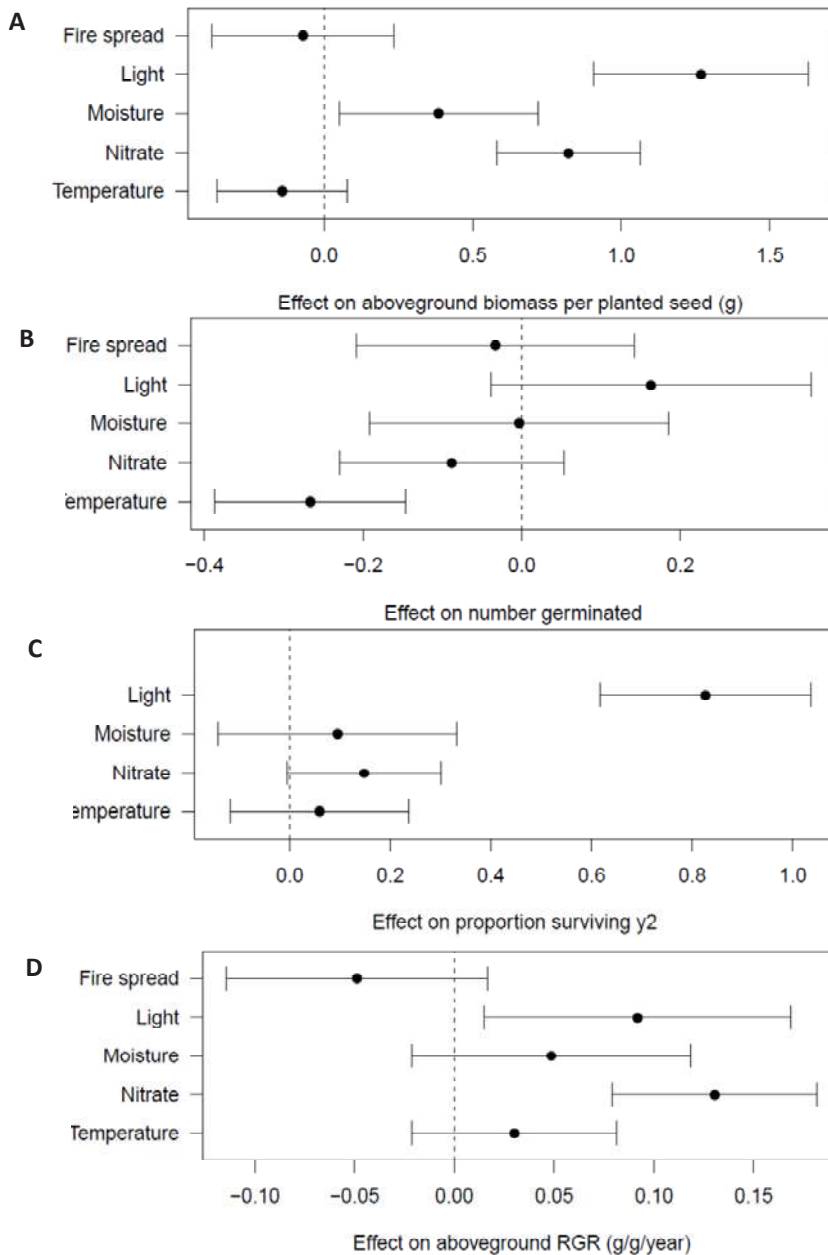 A
Fire spread
Light
Moisture
Nitrate
Temperature
0.0 0.5 1.0 1.5
Effect on aboveground biomass per planted seed (g)
B
Fire spread
Light
Moisture
Nitrate
emperature
−0.4 −0.2 0.0 0.2
Effect on number germinated
C
Light
Moisture
Nitrate
emperature
0.0 0.2 0.4 0.6 0.8 1.0
Effect on proportion surviving y2
D
Fire spread
Light
Moisture
Nitrate
Temperature
−0.10 −0.05 0.00 0.05 0.10 0.15
Effect on aboveground RGR (g/g/year)